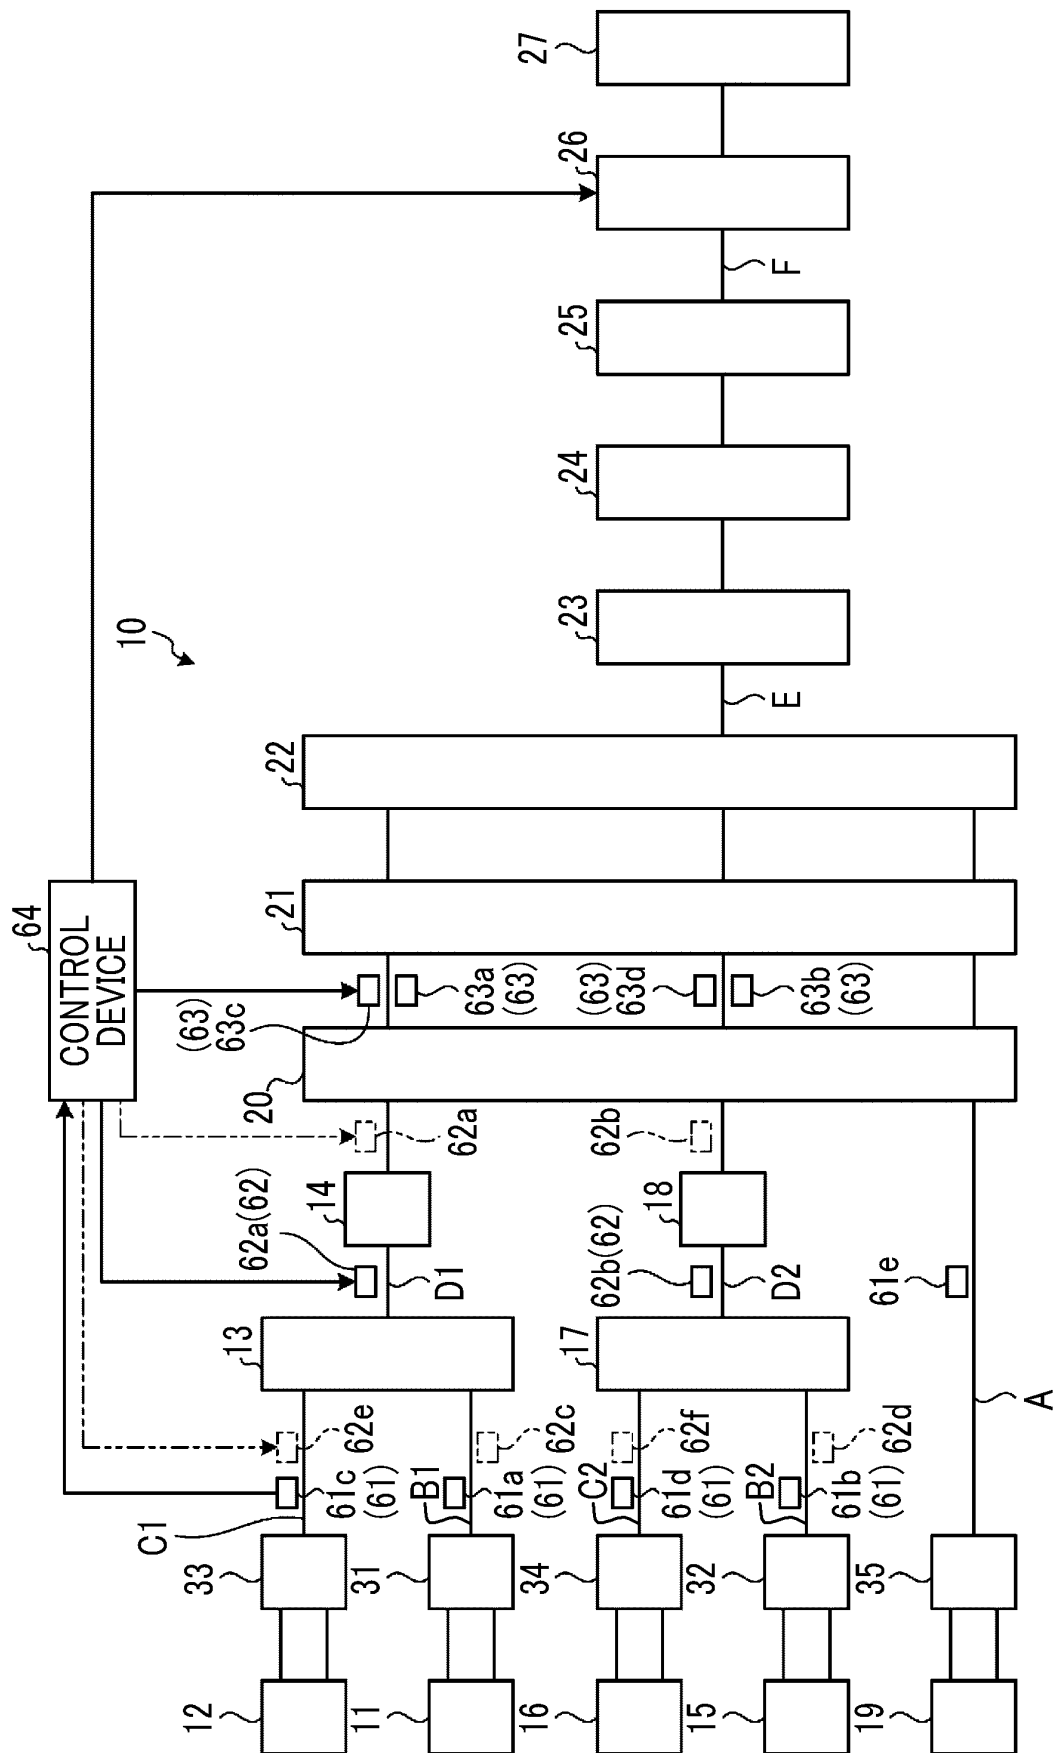 27
26
F
25
24
23
10
E
22
64
CONTROL
DEVICE
21
(63)
63c
63a
(63)
(63)
63d
63b
(63)
20
62a
62b
14
62a(62)
D1
18
62b(62)
D2
61e
13
17
A
62e
62c
62f
62d
C1
61c
(61)
B1
61a
(61)
C2
61d
(61)
B2
61b
(61)
33
31
34
32
35
12
11
16
15
19